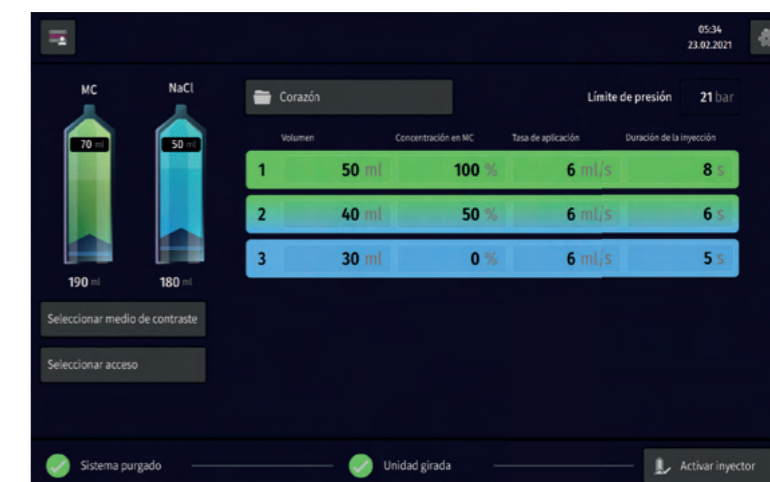 05:34
23.02.2021
MC NaCl
Corazón
Límite de presión 21 bar
70 ml 50 ml
Volumen Concentración en MC Tasa de aplicación Duración de la inyección
1 50 ml 100 % 6 ml/s 8 s
2 40 ml 50 % 6 ml/s 6 s
3 30 ml 0 % 6 ml/s 5 s
190 ml 180 ml
Seleccionar medio de contraste
Seleccionar acceso
Sistema purgado Unidad girada Activar inyector